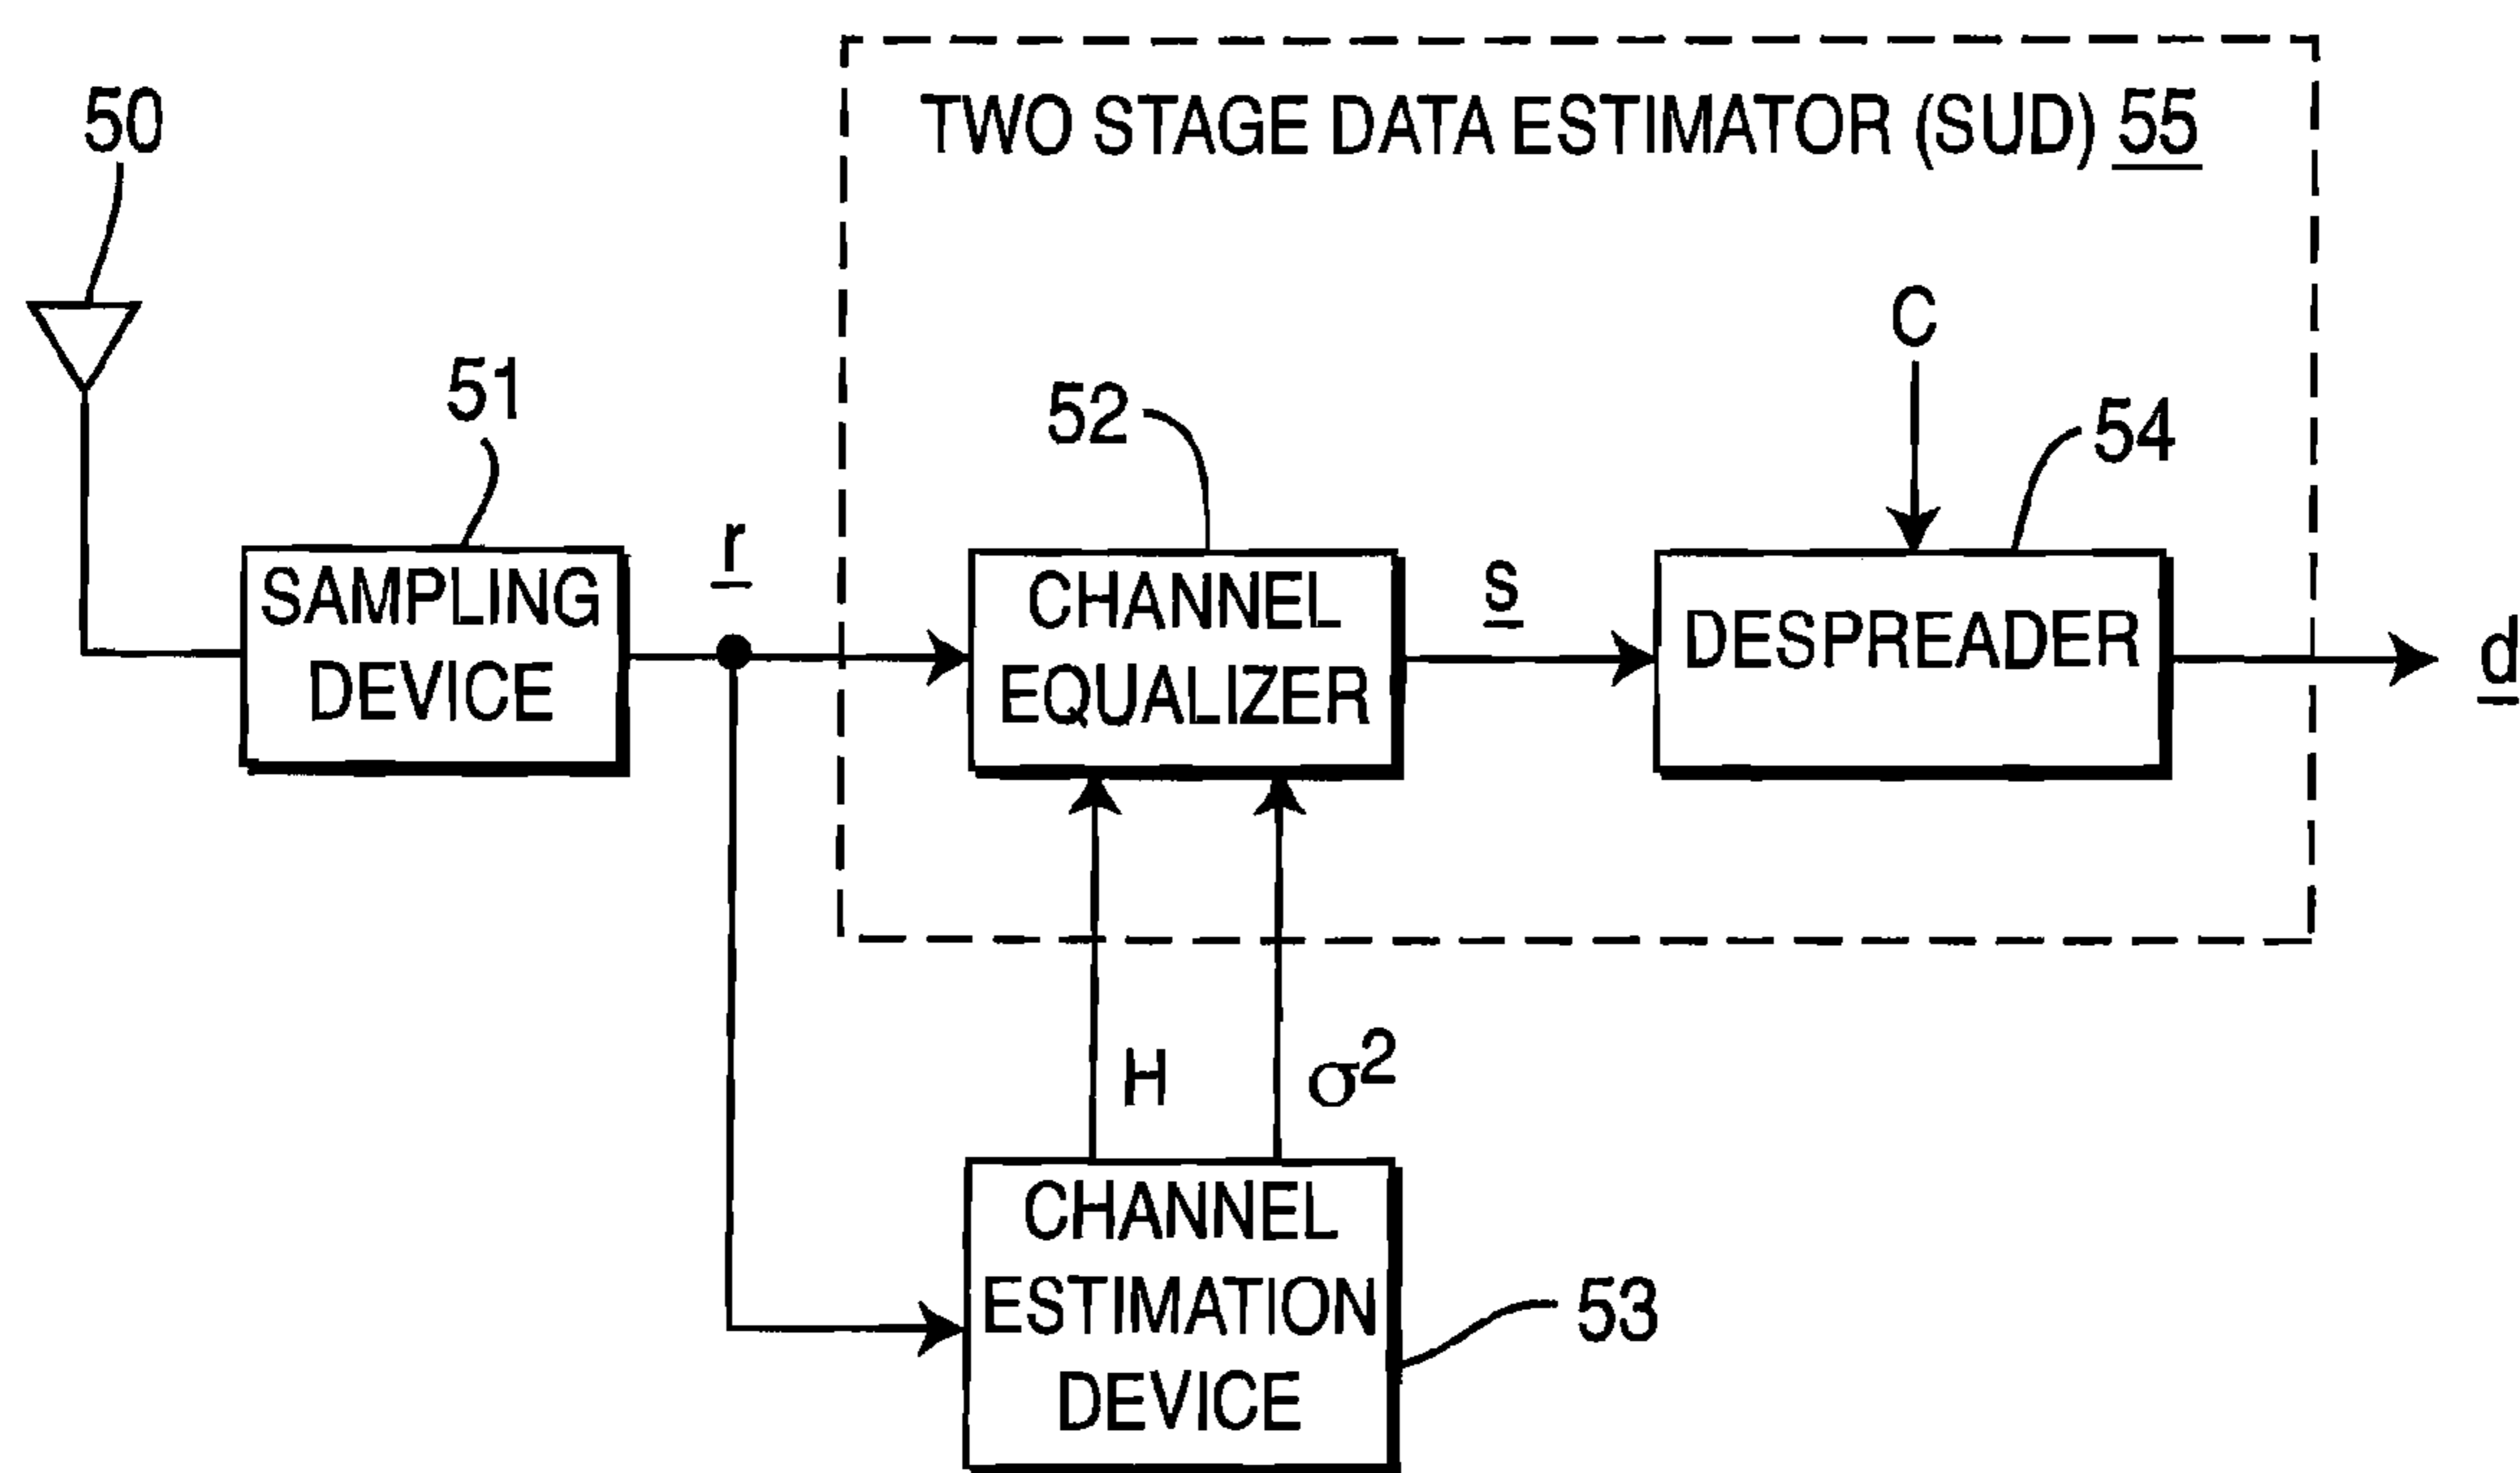 50
TWO STAGE DATA ESTIMATOR (SUD) 55
C
51
52
54
r
s
SAMPLING
DEVICE
CHANNEL
EQUALIZER
DESPREADER
d
H
σ²
CHANNEL
ESTIMATION
DEVICE
53